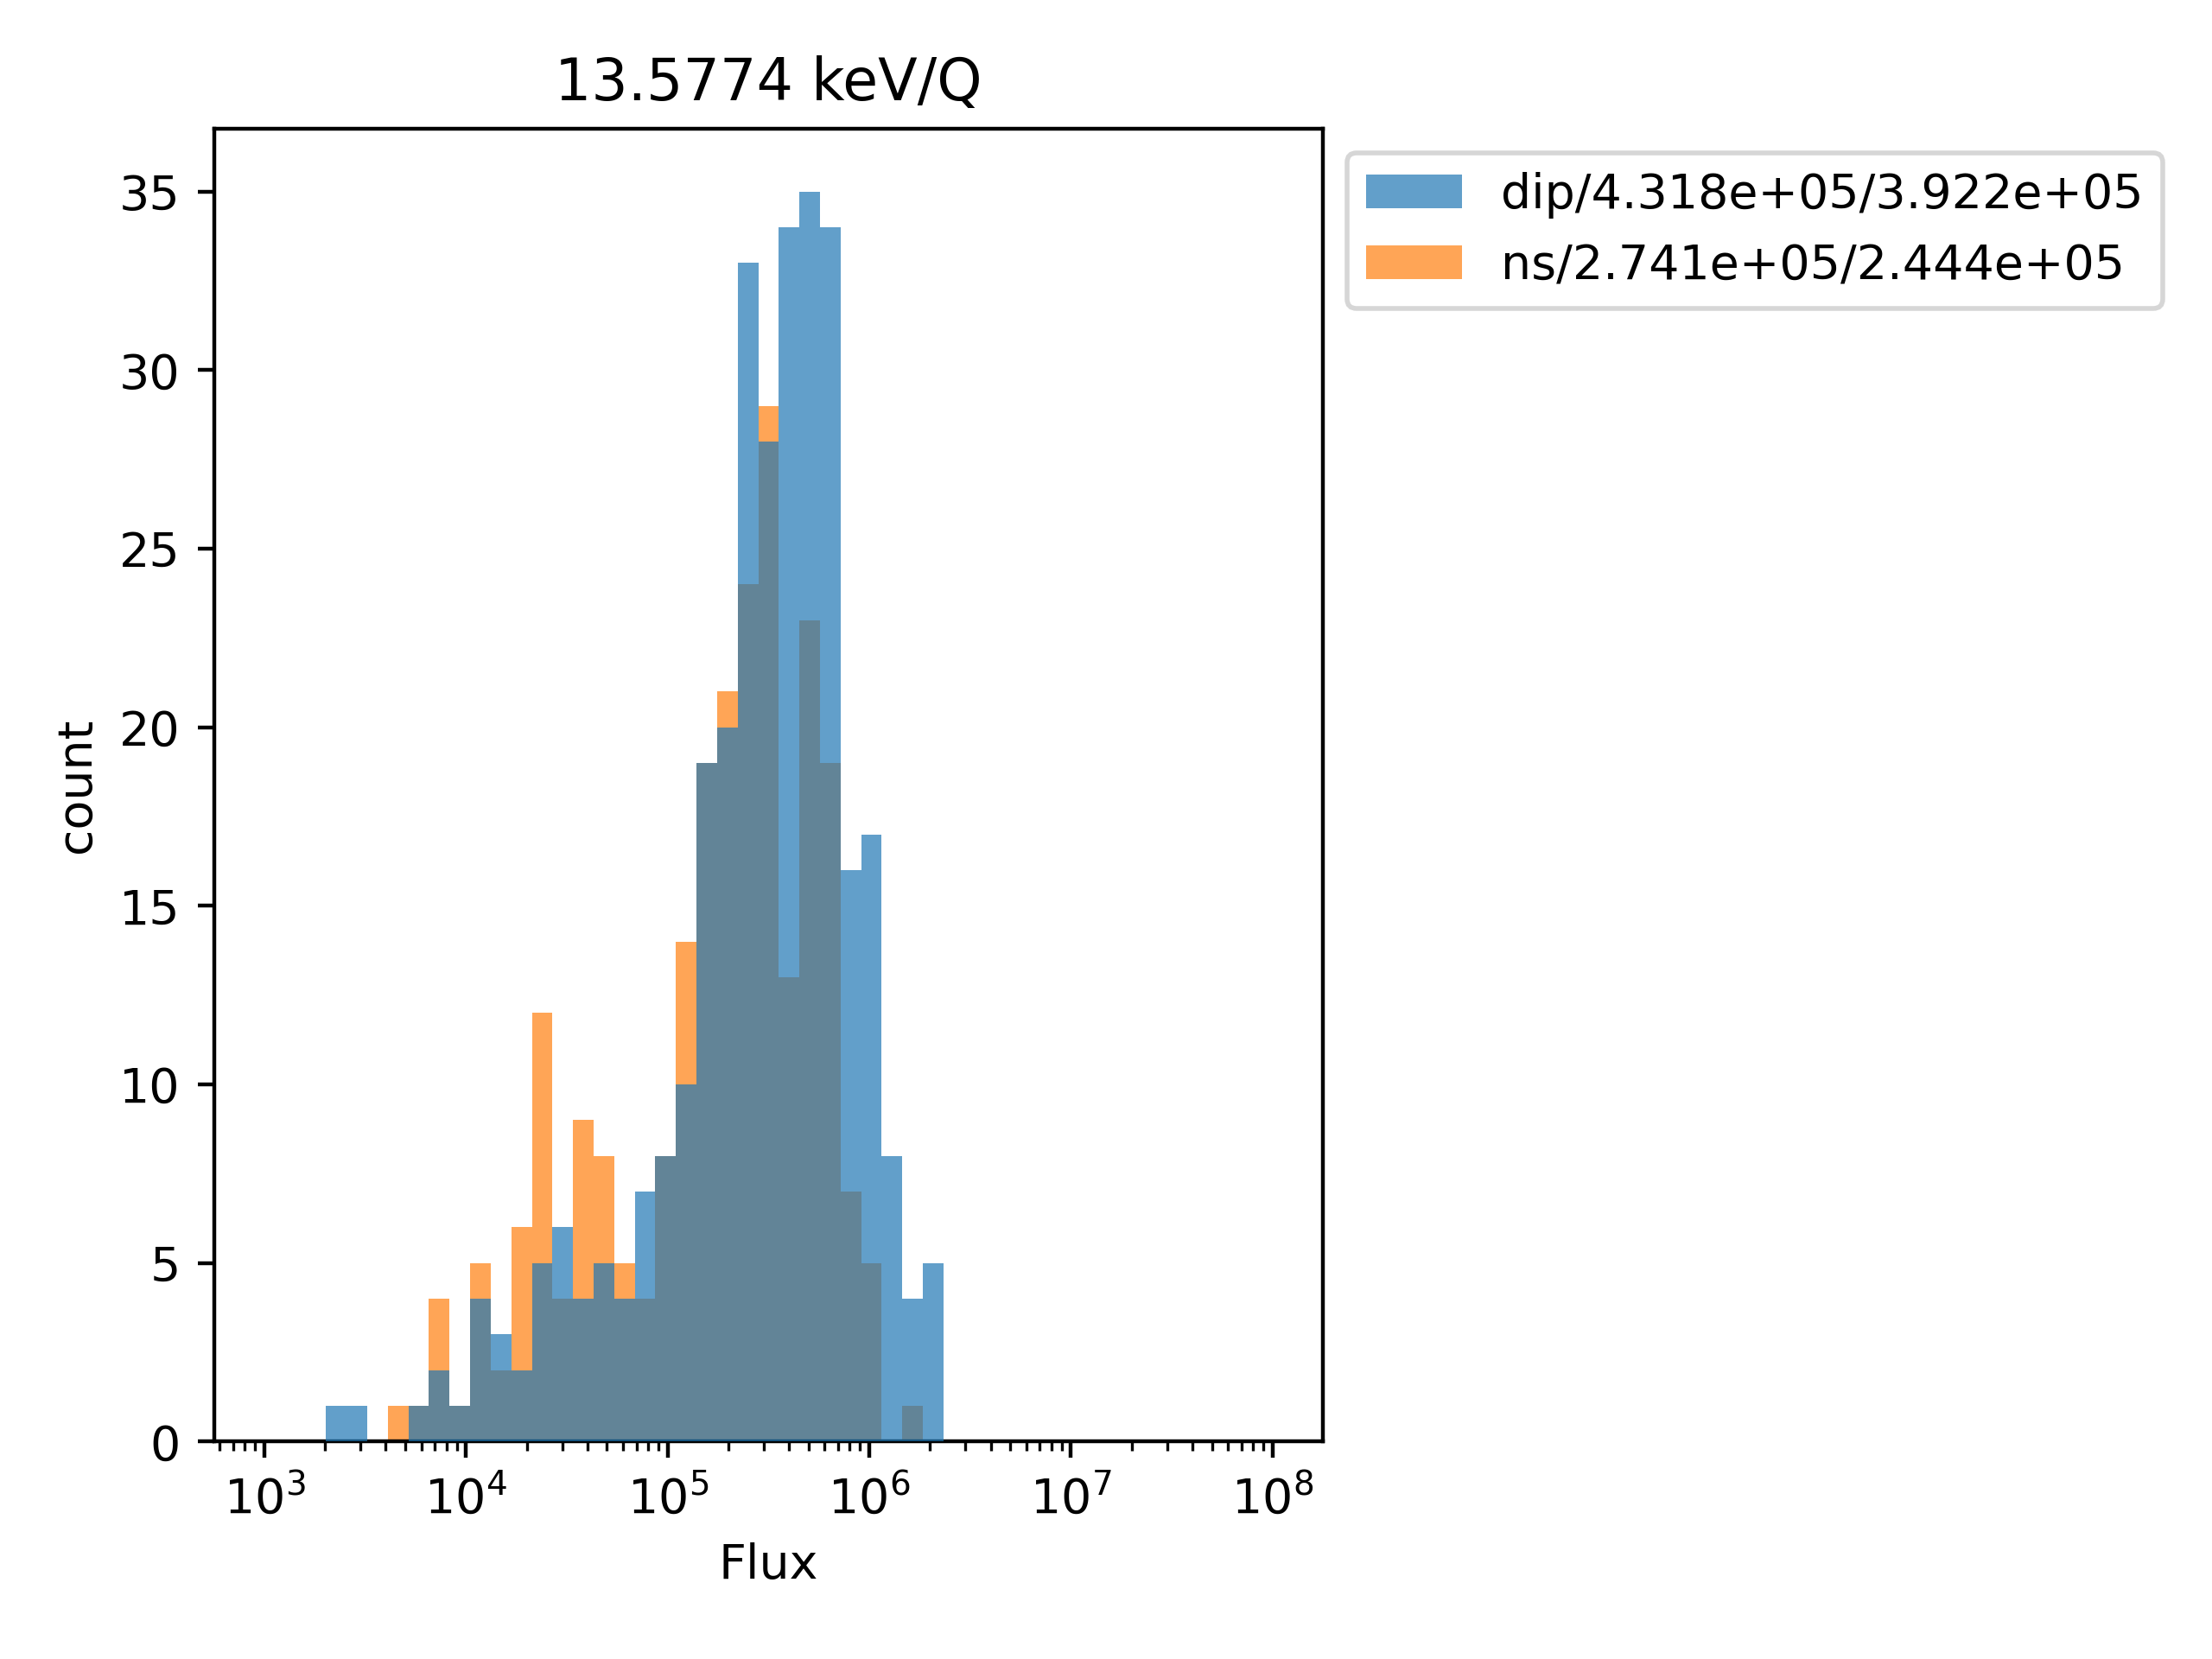 13.5774 keV/Q
dip/4.318e+05/3.922e+05
ns/2.741e+05/2.444e+05
count
35
30
25
20
15
10
5
0
10³ 10⁴ 10⁵ 10⁶ 10⁷ 10⁸
Flux